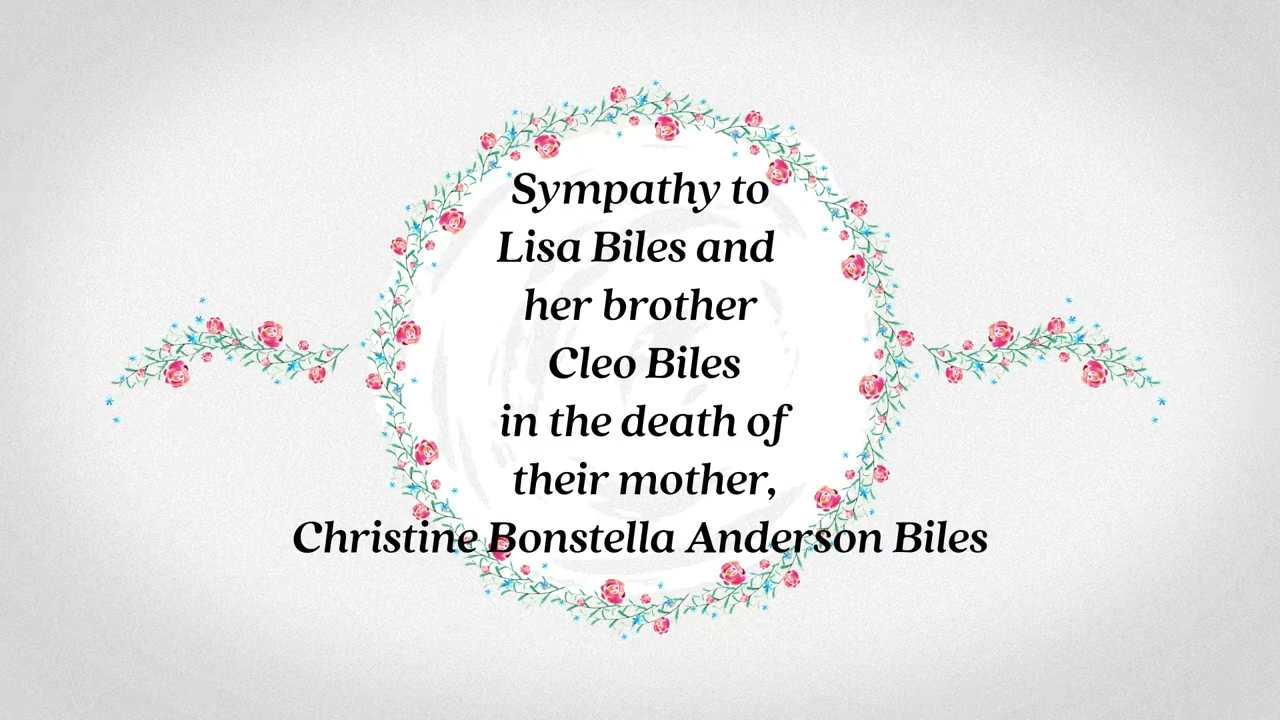 Sympathy to
Lisa Biles and
her brother
Cleo Biles
in the death of
their mother,
Christine Bonstella Anderson Biles